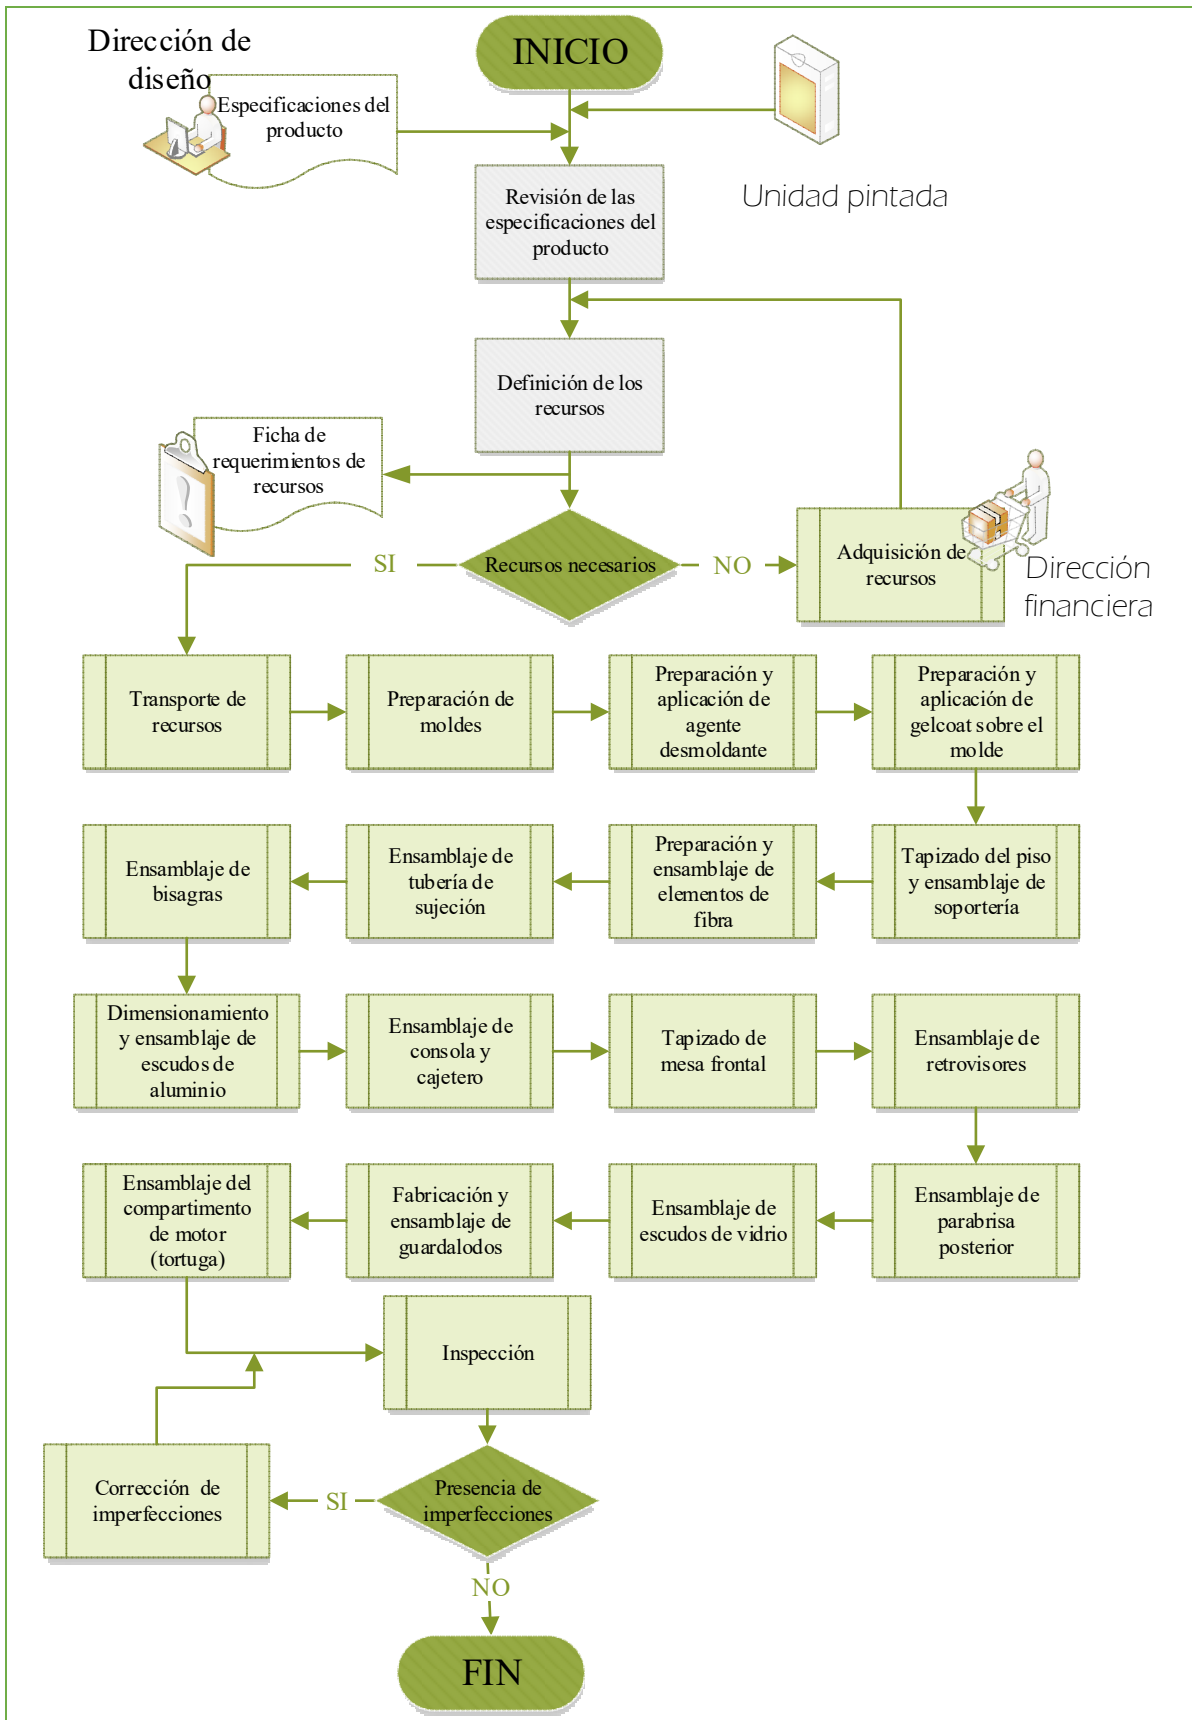 Dirección de
diseño
INICIO
Especificaciones del
producto
Unidad pintada
Revisión de las
especificaciones del
producto
Definición de los
recursos
Ficha de
requerimientos de
recursos
SI
Recursos necesarios
NO
Adquisición de
recursos
Dirección
financiera
Transporte de
recursos
Preparación de
moldes
Preparación y
aplicación de
agente
desmoldante
Preparación y
aplicación de
gelcoat sobre el
molde
Tapizado del piso
y ensamblaje de
soportería
Preparación y
ensamblaje de
elementos de
fibra
Ensamblaje de
tubería de
sujeción
Ensamblaje de
bisagras
Dimensionamiento
y ensamblaje de
escudos de
aluminio
Ensamblaje de
consola y
cajetero
Tapizado de
mesa frontal
Ensamblaje de
retrovisores
Ensamblaje de
parabrisa
posterior
Ensamblaje de
escudos de vidrio
Fabricación y
ensamblaje de
guardalodos
Ensamblaje del
compartimento
de motor
(tortuga)
Inspección
Presencia de
imperfecciones
SI
Corrección de
imperfecciones
NO
FIN